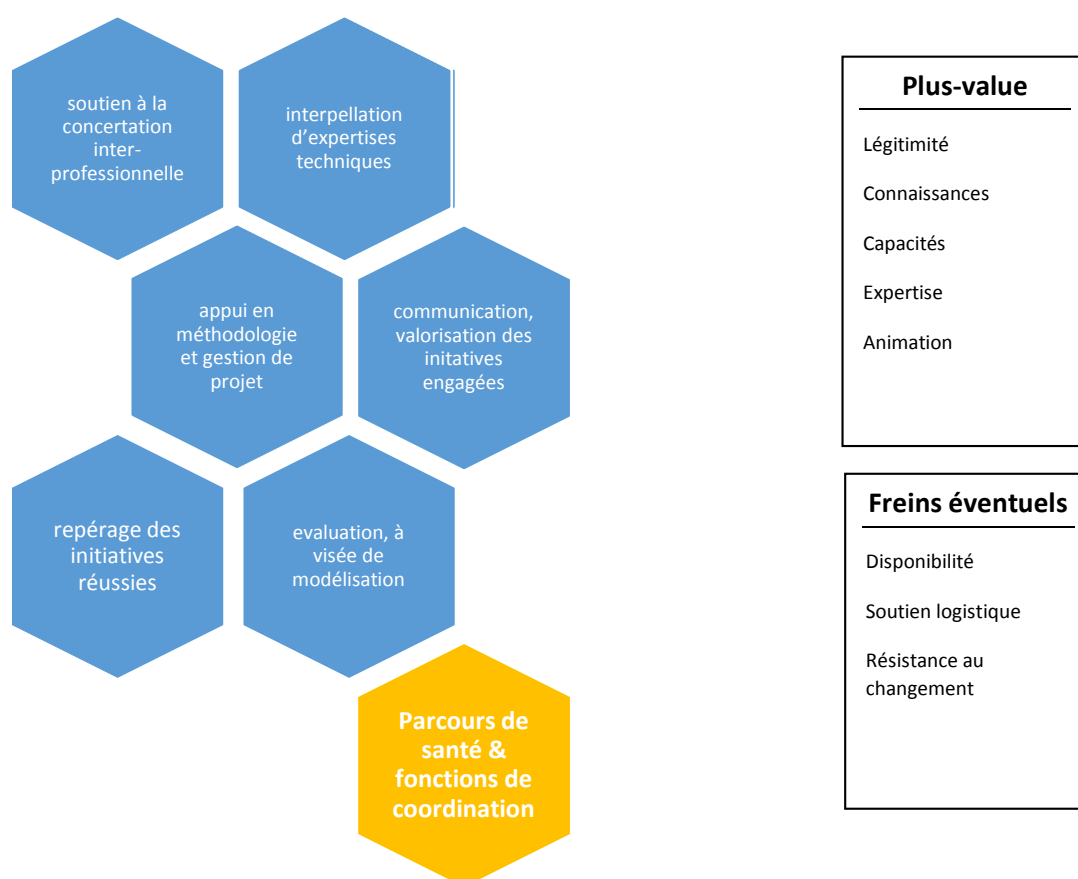 soutien à la
concertation
inter-
professionnelle
interpellation
d’expertises
techniques
appui en
méthodologie
et gestion de
projet
communication,
valorisation des
initatives
engagées
repérage des
initiatives
réussies
evaluation, à
visée de
modélisation
Parcours de
santé &
fonctions de
coordination
Plus-value
Légitimité
Connaissances
Capacités
Expertise
Animation
Freins éventuels
Disponibilité
Soutien logistique
Résistance au
changement